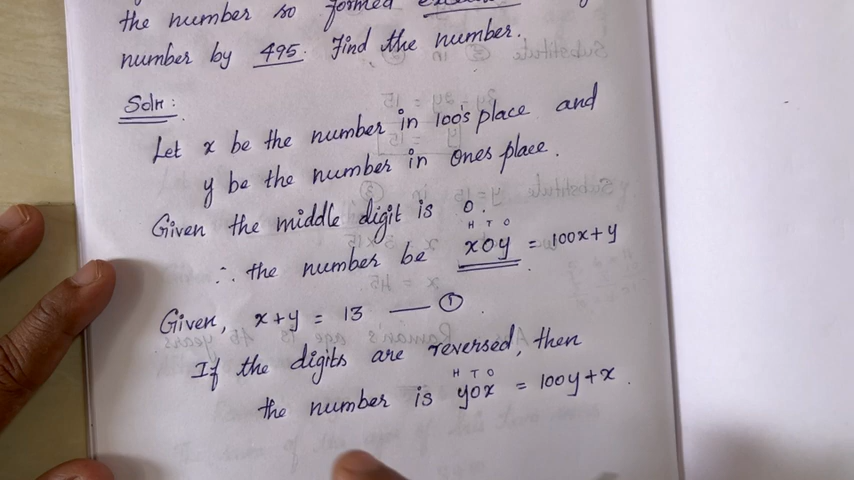 the number so formed exceeds
number by 495. Find the number.
Soln:
Let x be the number in 100's place and
y be the number in Ones place.
Given the middle digit is 0.
H T O
∴ the number be x0y = 100x+y
Given, x+y = 13 —— ①
If the digits are reversed, then
H T O
the number is y0x = 100y+x.